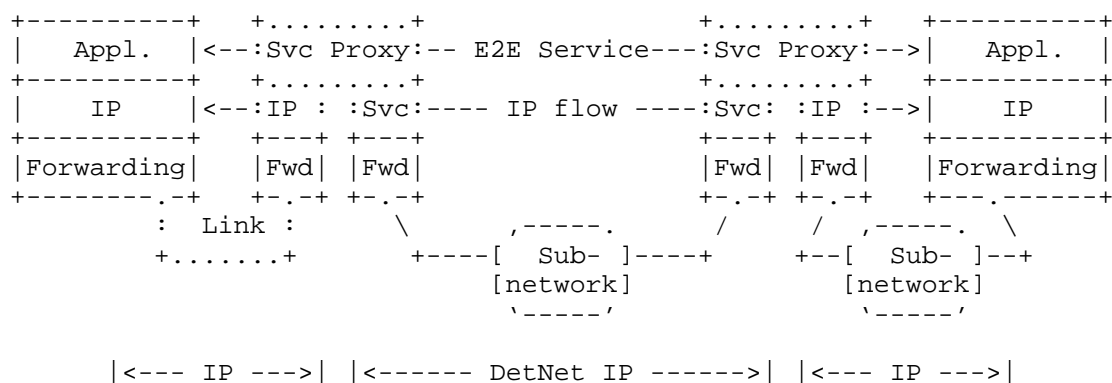 +----------+    +.........+                  +.........+    +----------+
|   Appl.  |<--:Svc Proxy:-- E2E Service---:Svc Proxy:-->|   Appl.  |
+----------+    +.........+                  +.........+    +----------+
|    IP    |<--:IP : :Svc:---- IP flow ----:Svc: :IP :-->|    IP    |
+----------+    +---+ +---+                  +---+ +---+    +----------+
|Forwarding|    |Fwd| |Fwd|                  |Fwd| |Fwd|    |Forwarding|
+--------.-+    +-.-+ +-.-+                  +-.-+ +-.-+    +---.------+
:  Link :      \      ,-----.      /     /  ,-----.  \
+.......+       +----[  Sub- ]----+     +--[  Sub- ]--+
[network]              [network]
`-----'                `-----'
|<--- IP --->| |<------ DetNet IP ------>| |<--- IP --->|